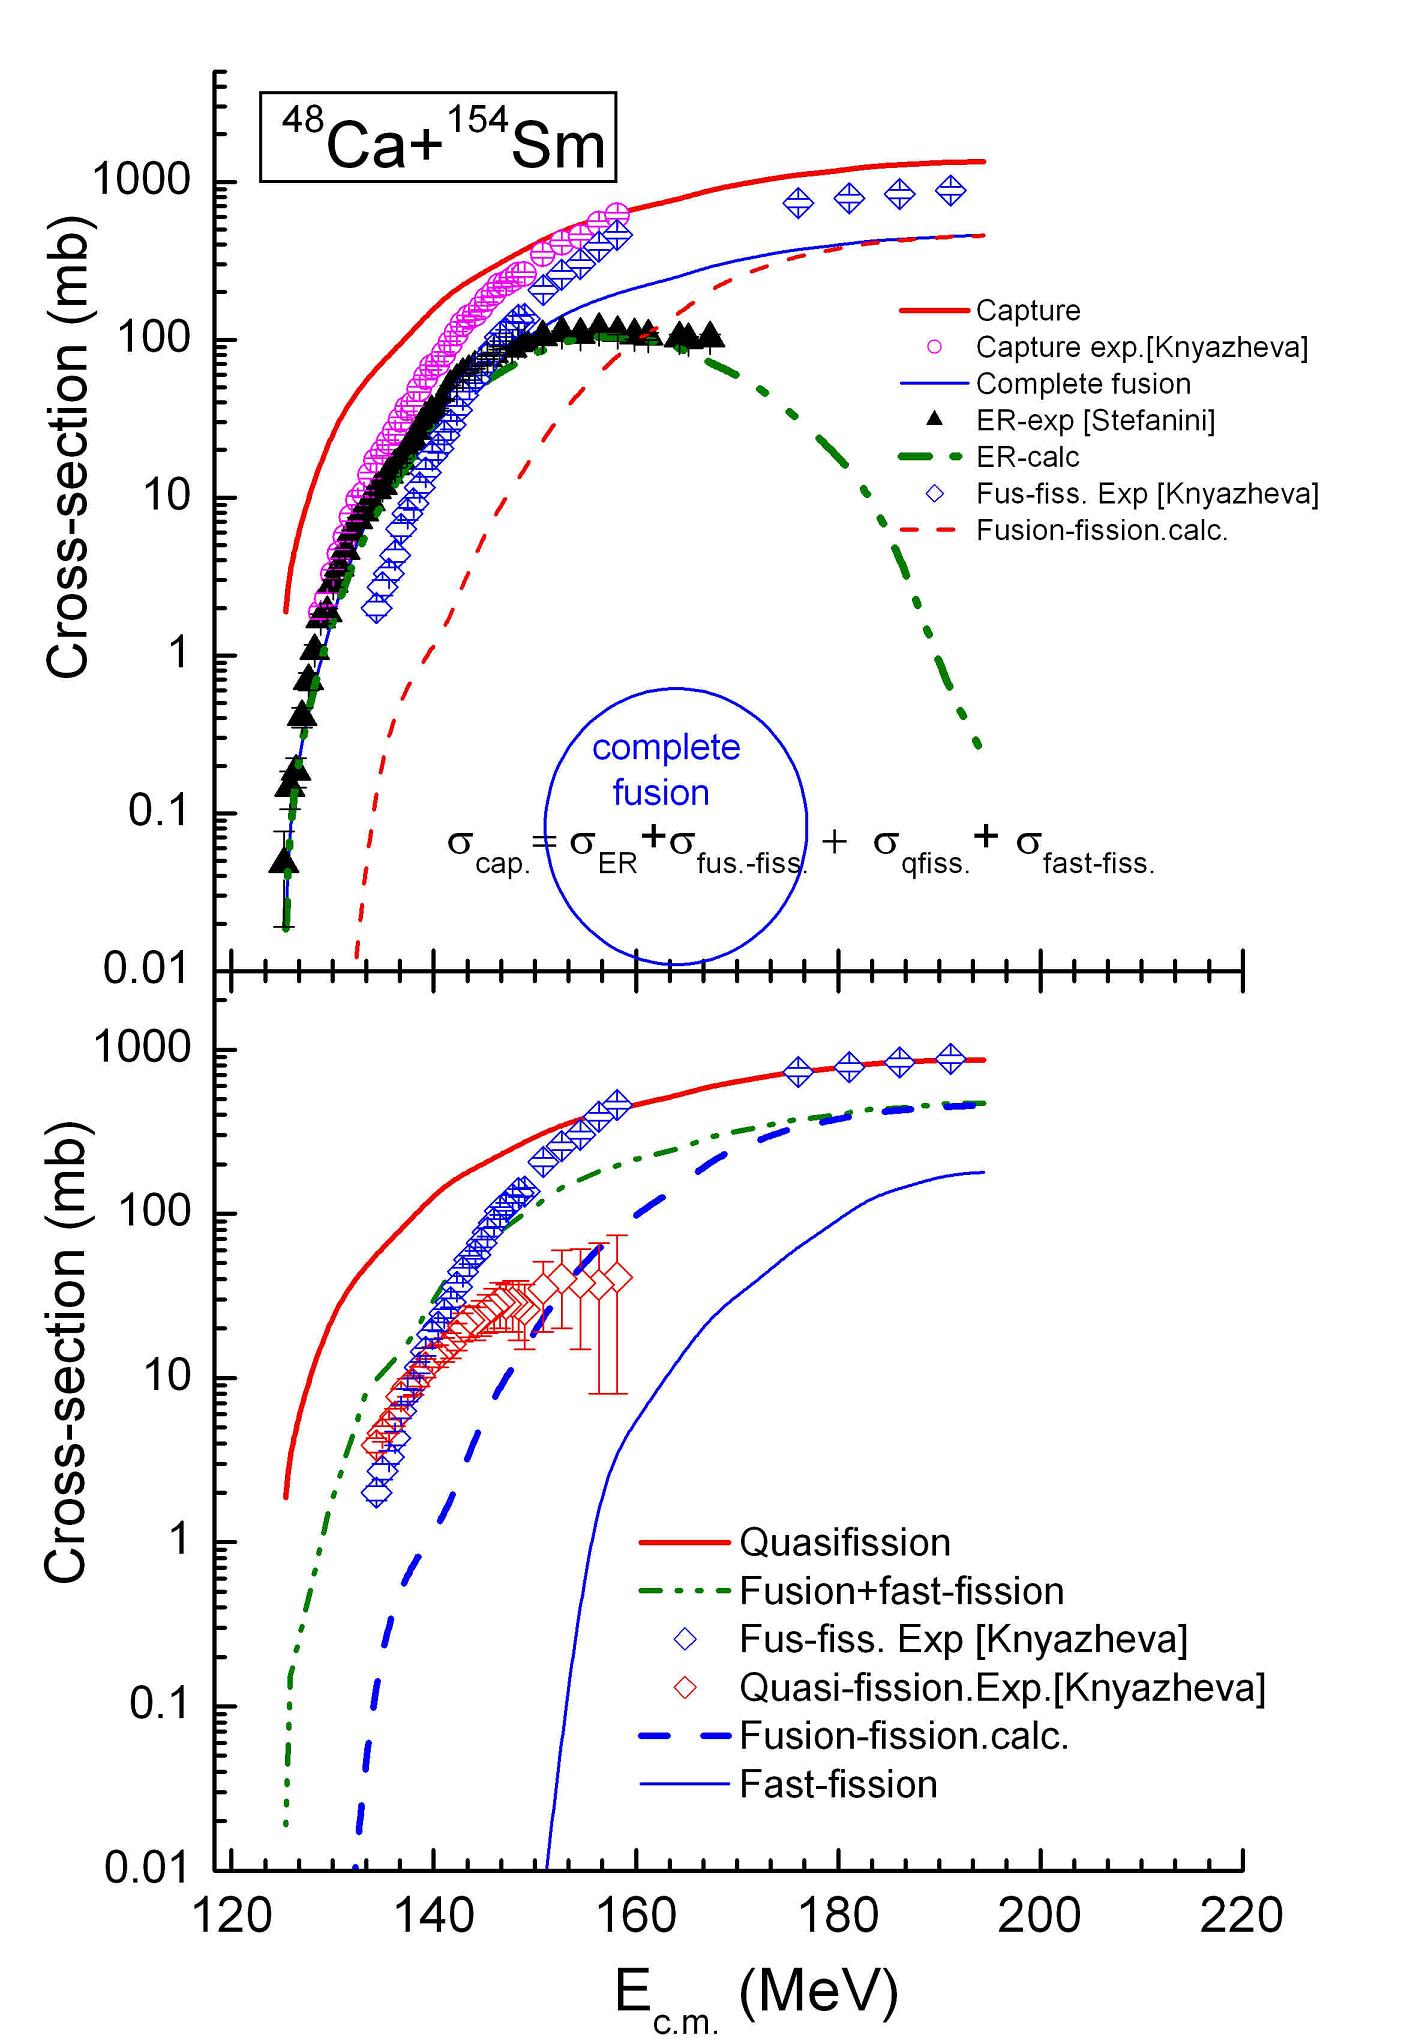 48Ca+154Sm
Cross-section (mb)
1000
100
10
1
0.1
0.01
Capture
Capture exp.[Knyazheva]
Complete fusion
ER-exp [Stefanini]
ER-calc
Fus-fiss. Exp [Knyazheva]
Fusion-fission.calc.
complete
fusion
σcap.= σER +σfus.-fiss. + σqfiss. + σfast-fiss.
Cross-section (mb)
1000
100
10
1
0.1
0.01
Quasifission
Fusion+fast-fission
Fus-fiss. Exp [Knyazheva]
Quasi-fission.Exp.[Knyazheva]
Fusion-fission.calc.
Fast-fission
120 140 160 180 200 220
Ec.m. (MeV)